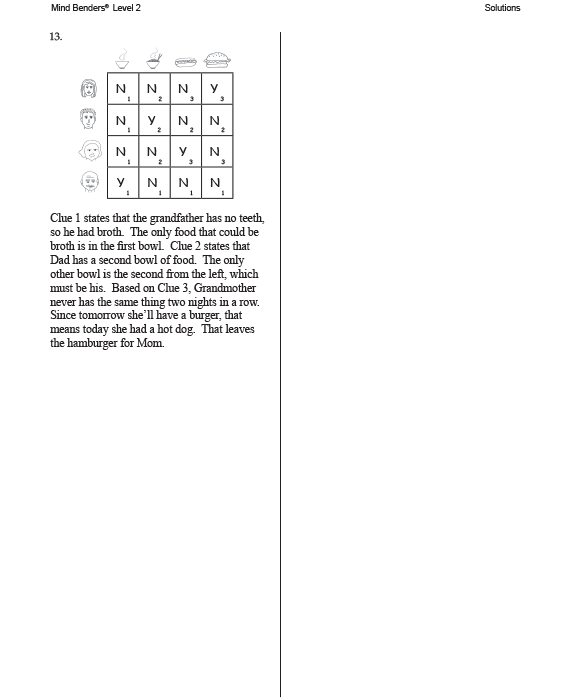 Mind Benders® Level 2
Solutions
13.
N 1 N 2 N 3 Y 3
N 1 Y 2 N 2 N 2
N 1 N 2 Y 3 N 3
Y 1 N 1 N 1 N 1
Clue 1 states that the grandfather has no teeth,
so he had broth. The only food that could be
broth is in the first bowl. Clue 2 states that
Dad has a second bowl of food. The only
other bowl is the second from the left, which
must be his. Based on Clue 3, Grandmother
never has the same thing two nights in a row.
Since tomorrow she’ll have a burger, that
means today she had a hot dog. That leaves
the hamburger for Mom.